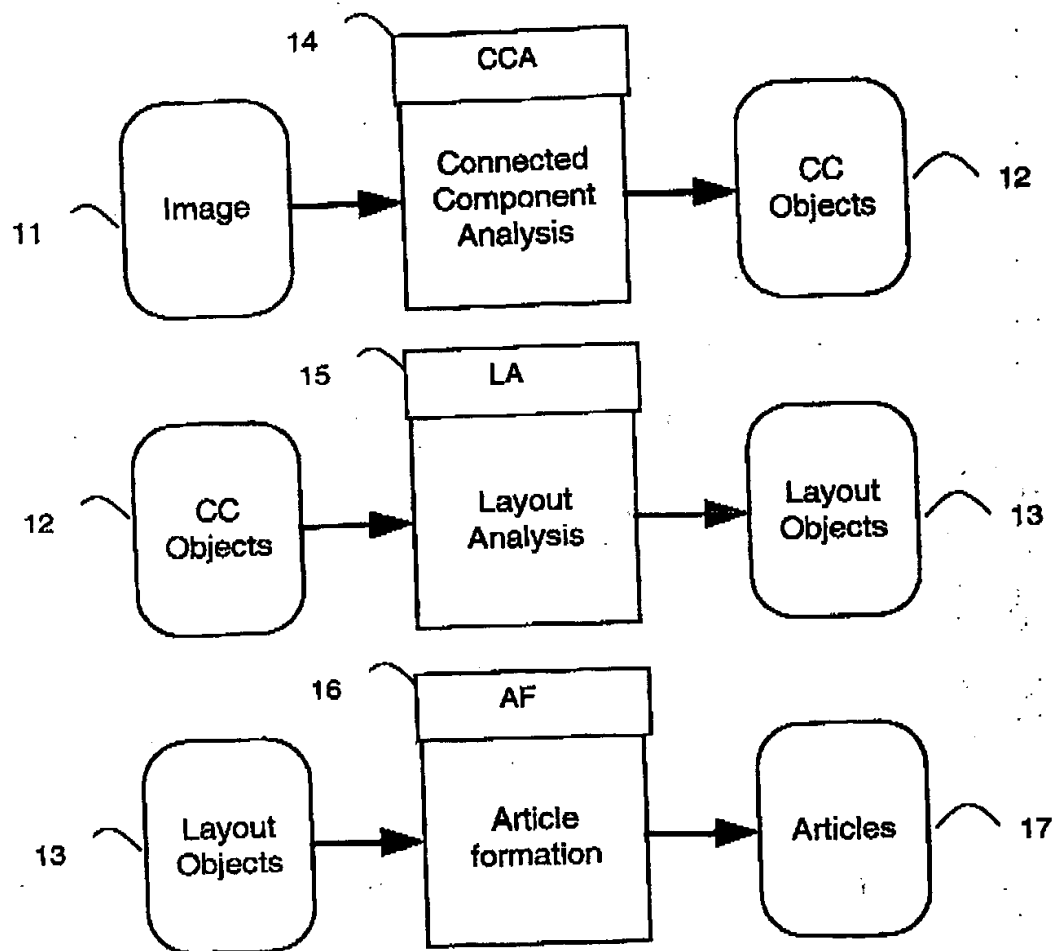 14
CCA
11
Image
Connected
Component
Analysis
CC
Objects
12
15
LA
12
CC
Objects
Layout
Analysis
Layout
Objects
13
16
AF
13
Layout
Objects
Article
formation
Articles
17